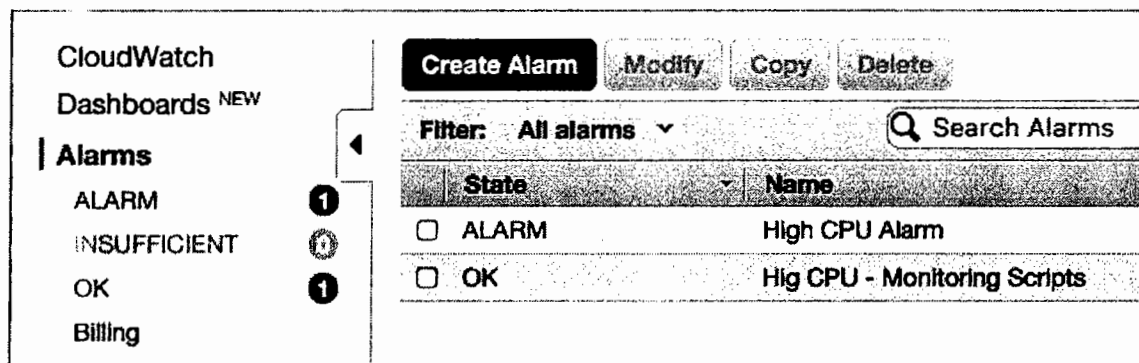 CloudWatch
Dashboards NEW
Alarms
ALARM 1
INSUFFICIENT 0
OK 1
Billing
Create Alarm Modify Copy Delete
Filter: All alarms
Search Alarms
State Name
ALARM High CPU Alarm
OK Hig CPU - Monitoring Scripts